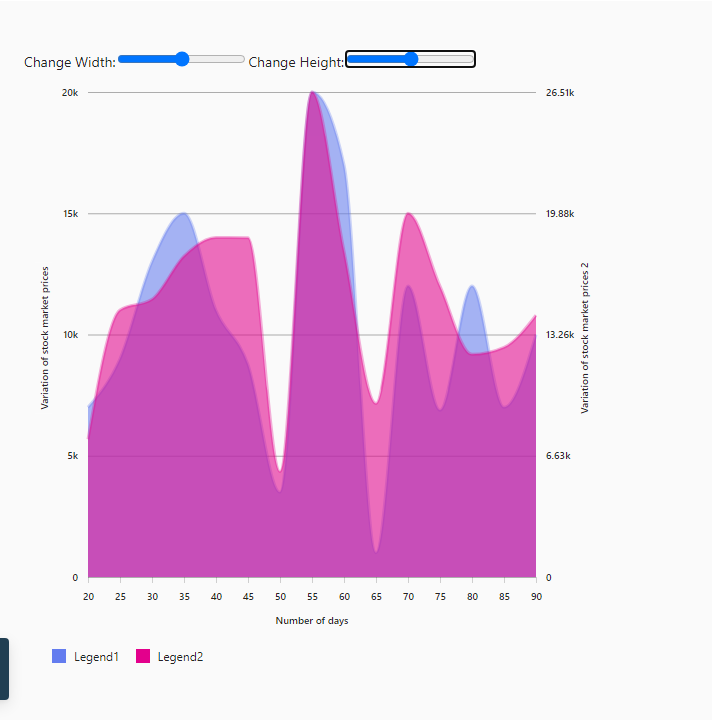 Change Width: Change Height:
20k 26.51k
15k 19.88k
Variation of stock market prices
Variation of stock market prices 2
10k 13.26k
5k 6.63k
0 0
20 25 30 35 40 45 50 55 60 65 70 75 80 85 90
Number of days
Legend1 Legend2